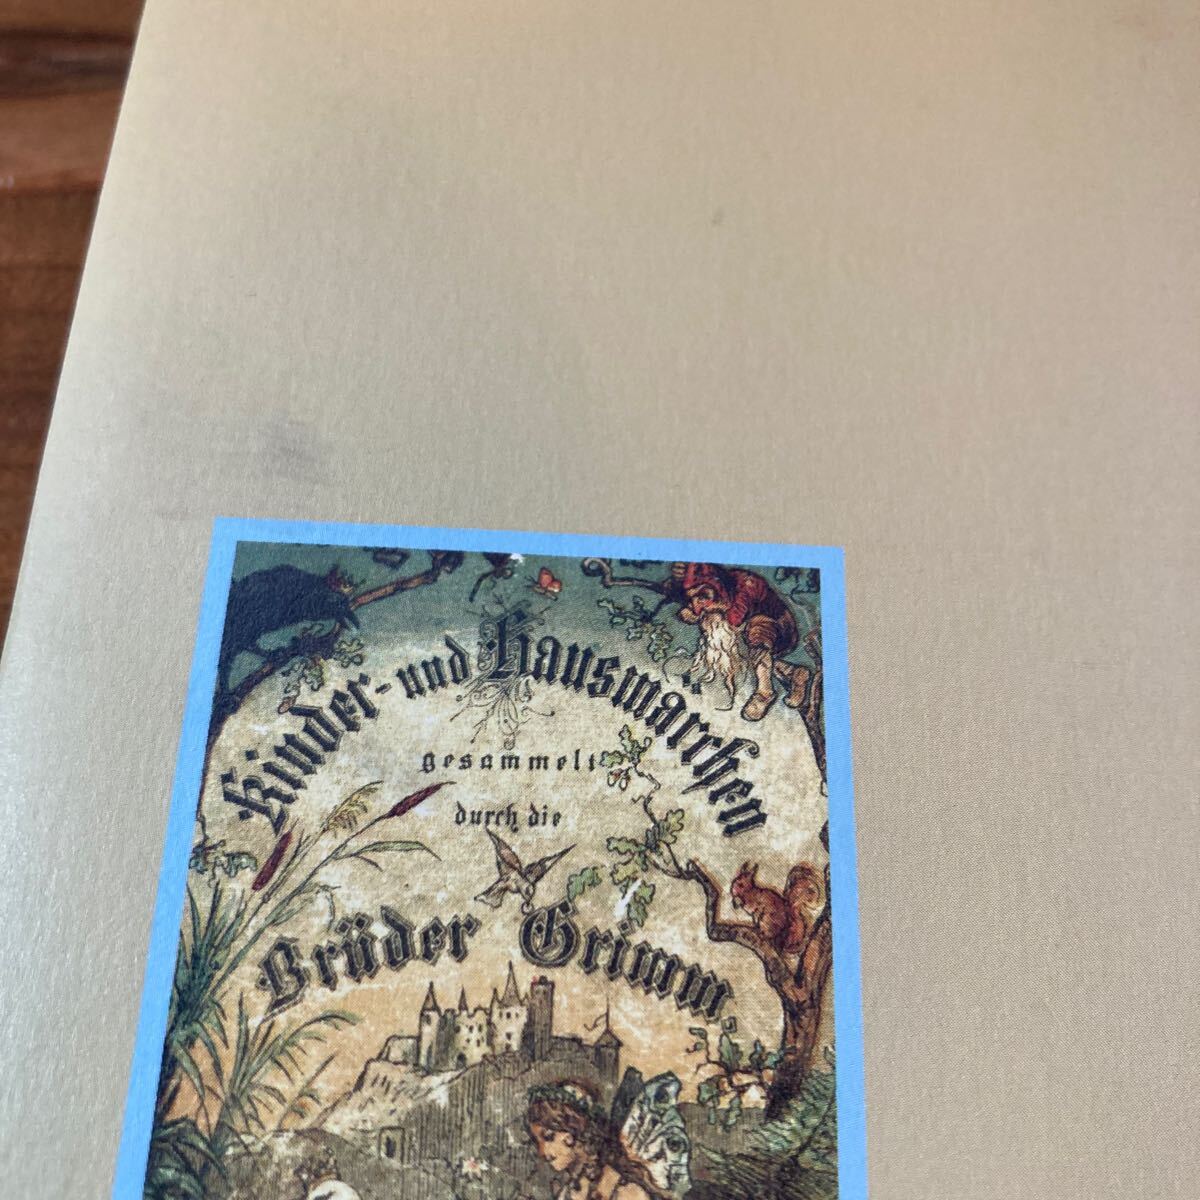 Kinder- und Hausmärchen
gesammelt
durch die
Brüder Grimm.